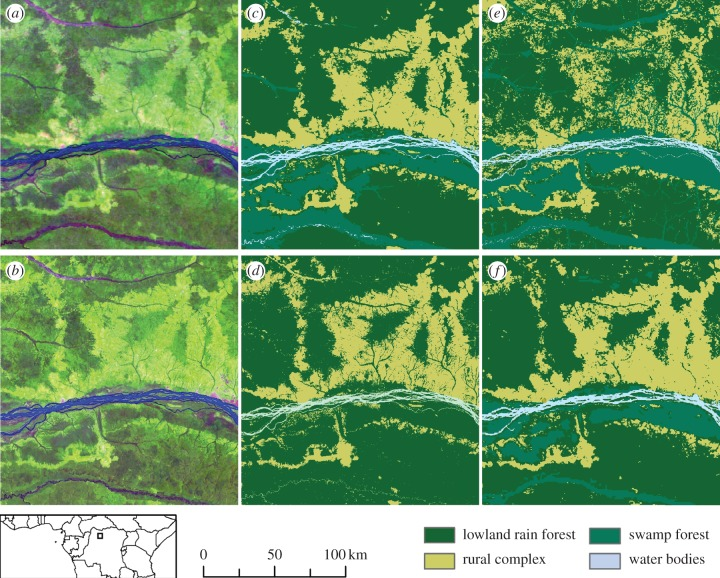 (a)
(c)
(e)
(b)
(d)
(f)
0 50 100 km
lowland rain forest
swamp forest
rural complex
water bodies